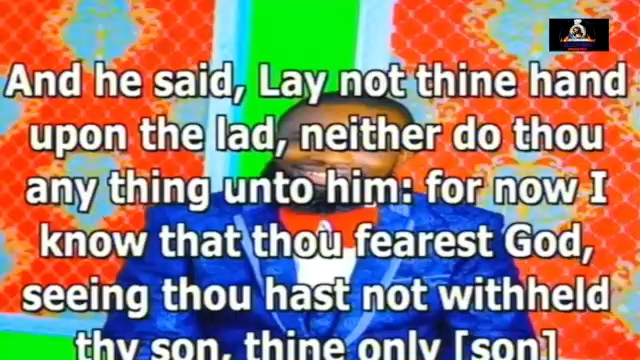 And he said, Lay not thine hand
upon the lad, neither do thou
any thing unto him: for now I
know that thou fearest God,
seeing thou hast not withheld
thy son, thine only [son]